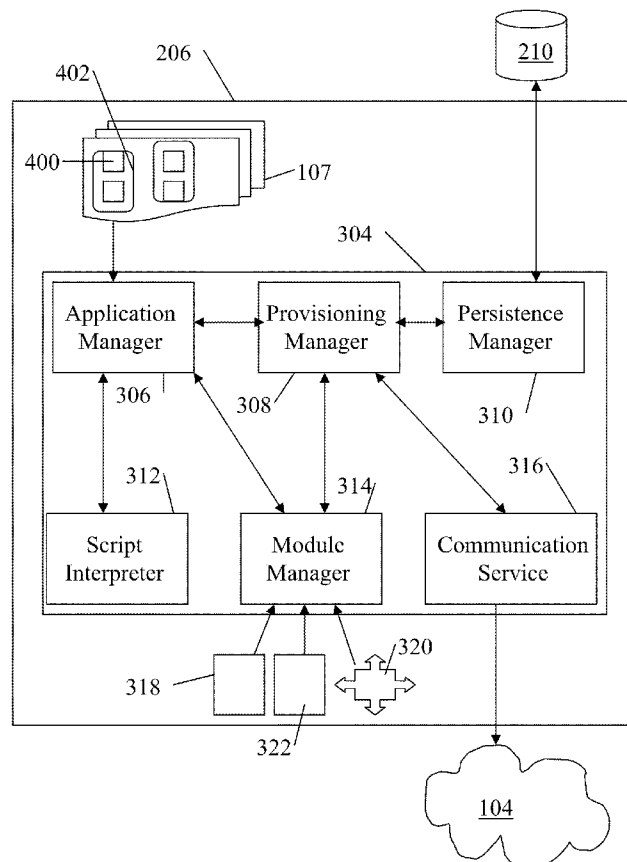 206
210
402
400
107
304
Application
Manager
Provisioning
Manager
Persistence
Manager
306
308
310
312
314
316
Script
Interpreter
Module
Manager
Communication
Service
318
322
320
104